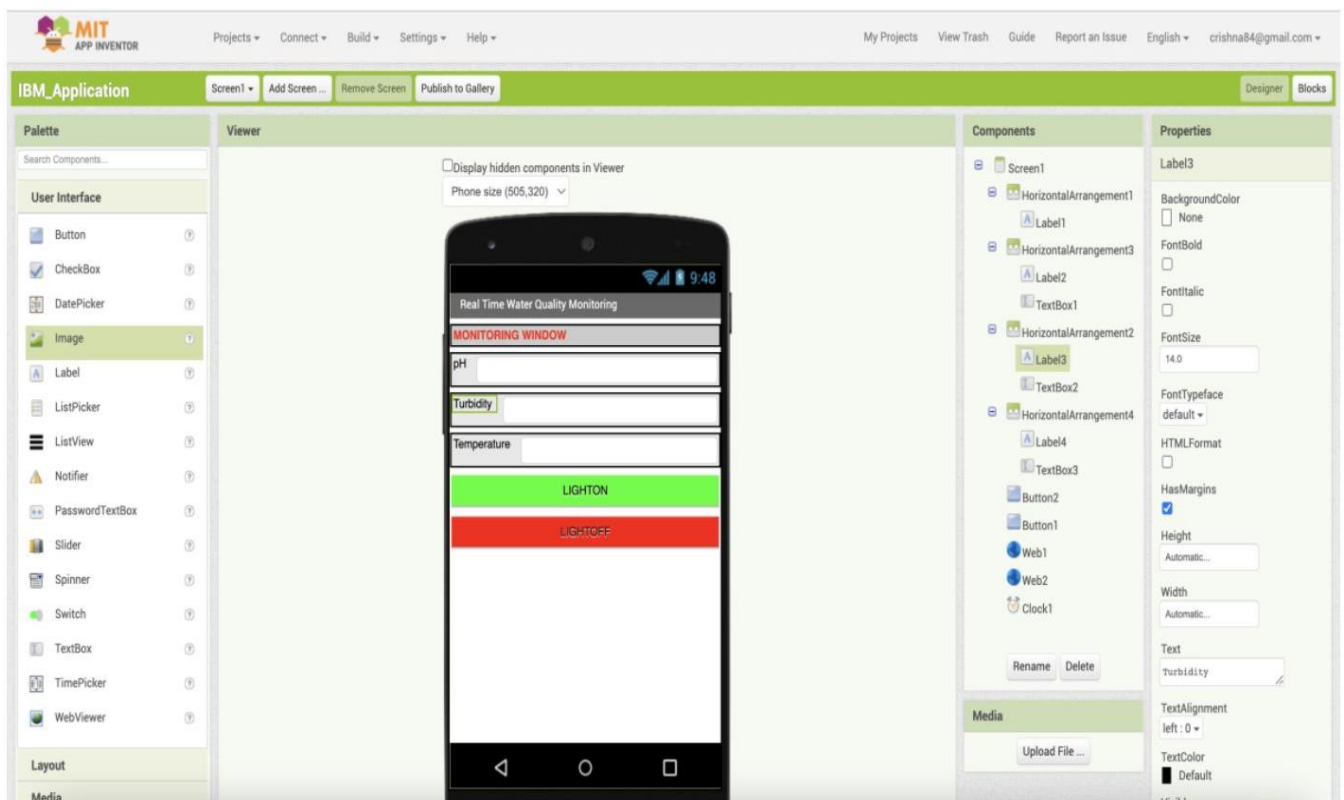 MIT
APP INVENTOR
Projects Connect Build Settings Help My Projects View Trash Guide Report an Issue English crishna84@gmail.com
IBM_Application Screen1 Add Screen ... Remove Screen Publish to Gallery Designer Blocks
Palette
Search Components...
User Interface
Button
CheckBox
DatePicker
Image
Label
ListPicker
ListView
Notifier
PasswordTextBox
Slider
Spinner
Switch
TextBox
TimePicker
WebViewer
Layout
Media
Viewer
Display hidden components in Viewer
Phone size (505,320)
9:48
Real Time Water Quality Monitoring
MONITORING WINDOW
pH
Turbidity
Temperature
LIGHTON
LIGHTOFF
Components
Screen1
HorizontalArrangement1
Label1
HorizontalArrangement3
Label2
TextBox1
HorizontalArrangement2
Label3
TextBox2
HorizontalArrangement4
Label4
TextBox3
Button2
Button1
Web1
Web2
Clock1
Rename Delete
Media
Upload File ...
Properties
Label3
BackgroundColor
None
FontBold
FontItalic
FontSize
14.0
FontTypeface
default
HTMLFormat
HasMargins
Height
Automatic...
Width
Automatic...
Text
Turbidity
TextAlignment
left : 0
TextColor
Default